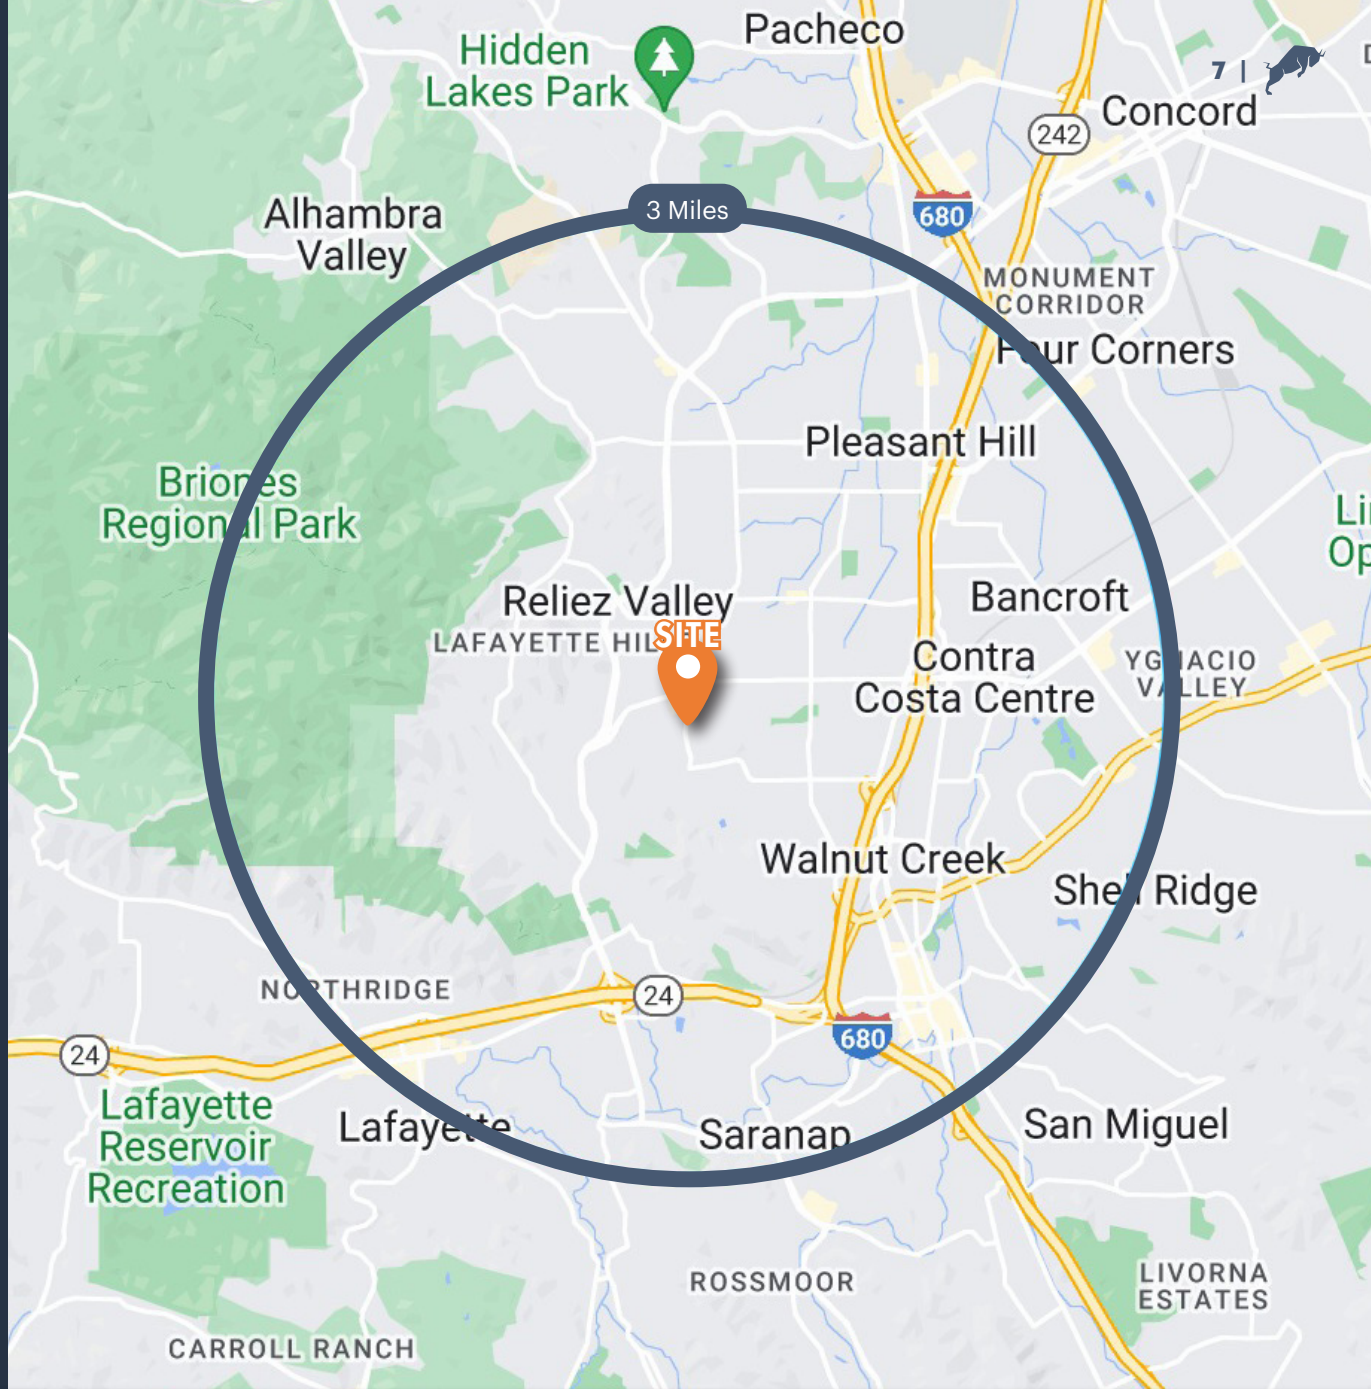 Pacheco
Hidden
Lakes Park
7 |
Concord
242
Alhambra
Valley
3 Miles
680
MONUMENT
CORRIDOR
Four Corners
Pleasant Hill
Briones
Regional Park
Reliez Valley
LAFAYETTE HIL
SITE
Bancroft
Contra
Costa Centre
YGNACIO
VALLEY
Walnut Creek
Shell Ridge
NORTHRIDGE
24
24
680
Lafayette
Reservoir
Recreation
Lafayette
Saranap
San Miguel
ROSSMOOR
LIVORNA
ESTATES
CARROLL RANCH